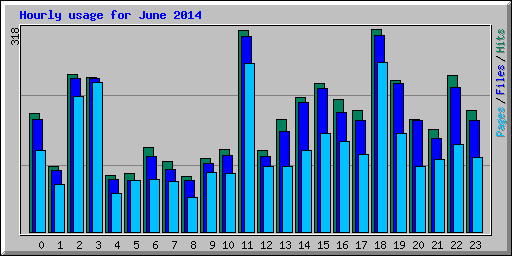 Hourly usage for June 2014
318
Pages / Files / Hits
0 1 2 3 4 5 6 7 8 9 10 11 12 13 14 15 16 17 18 19 20 21 22 23